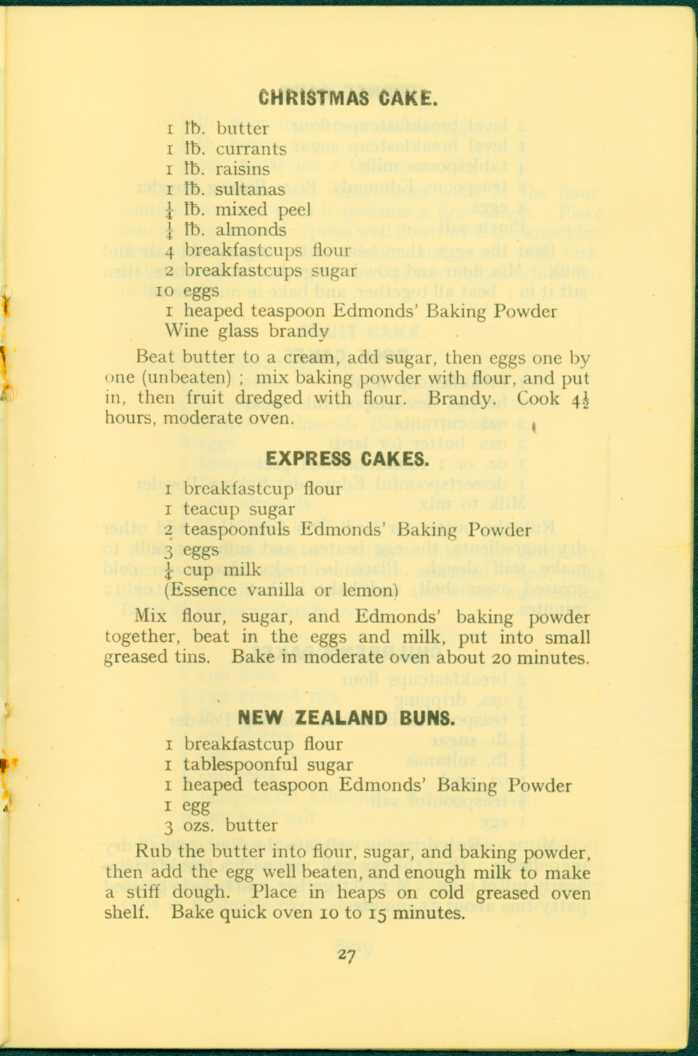 CHRISTMAS CAKE.
1 lb. butter
1 lb. currants
1 lb. raisins
1 lb. sultanas
¼ lb. mixed peel
¼ lb. almonds
4 breakfastcups flour
2 breakfastcups sugar
10 eggs
1 heaped teaspoon Edmonds' Baking Powder
Wine glass brandy
Beat butter to a cream, add sugar, then eggs one by
one (unbeaten) ; mix baking powder with flour, and put
in, then fruit dredged with flour. Brandy. Cook 4½
hours, moderate oven.
EXPRESS CAKES.
1 breakfastcup flour
1 teacup sugar
2 teaspoonfuls Edmonds' Baking Powder
3 eggs
¼ cup milk
(Essence vanilla or lemon)
Mix flour, sugar, and Edmonds' baking powder
together, beat in the eggs and milk, put into small
greased tins. Bake in moderate oven about 20 minutes.
NEW ZEALAND BUNS.
1 breakfastcup flour
1 tablespoonful sugar
1 heaped teaspoon Edmonds' Baking Powder
1 egg
3 ozs. butter
Rub the butter into flour, sugar, and baking powder,
then add the egg well beaten, and enough milk to make
a stiff dough. Place in heaps on cold greased oven
shelf. Bake quick oven 10 to 15 minutes.
27